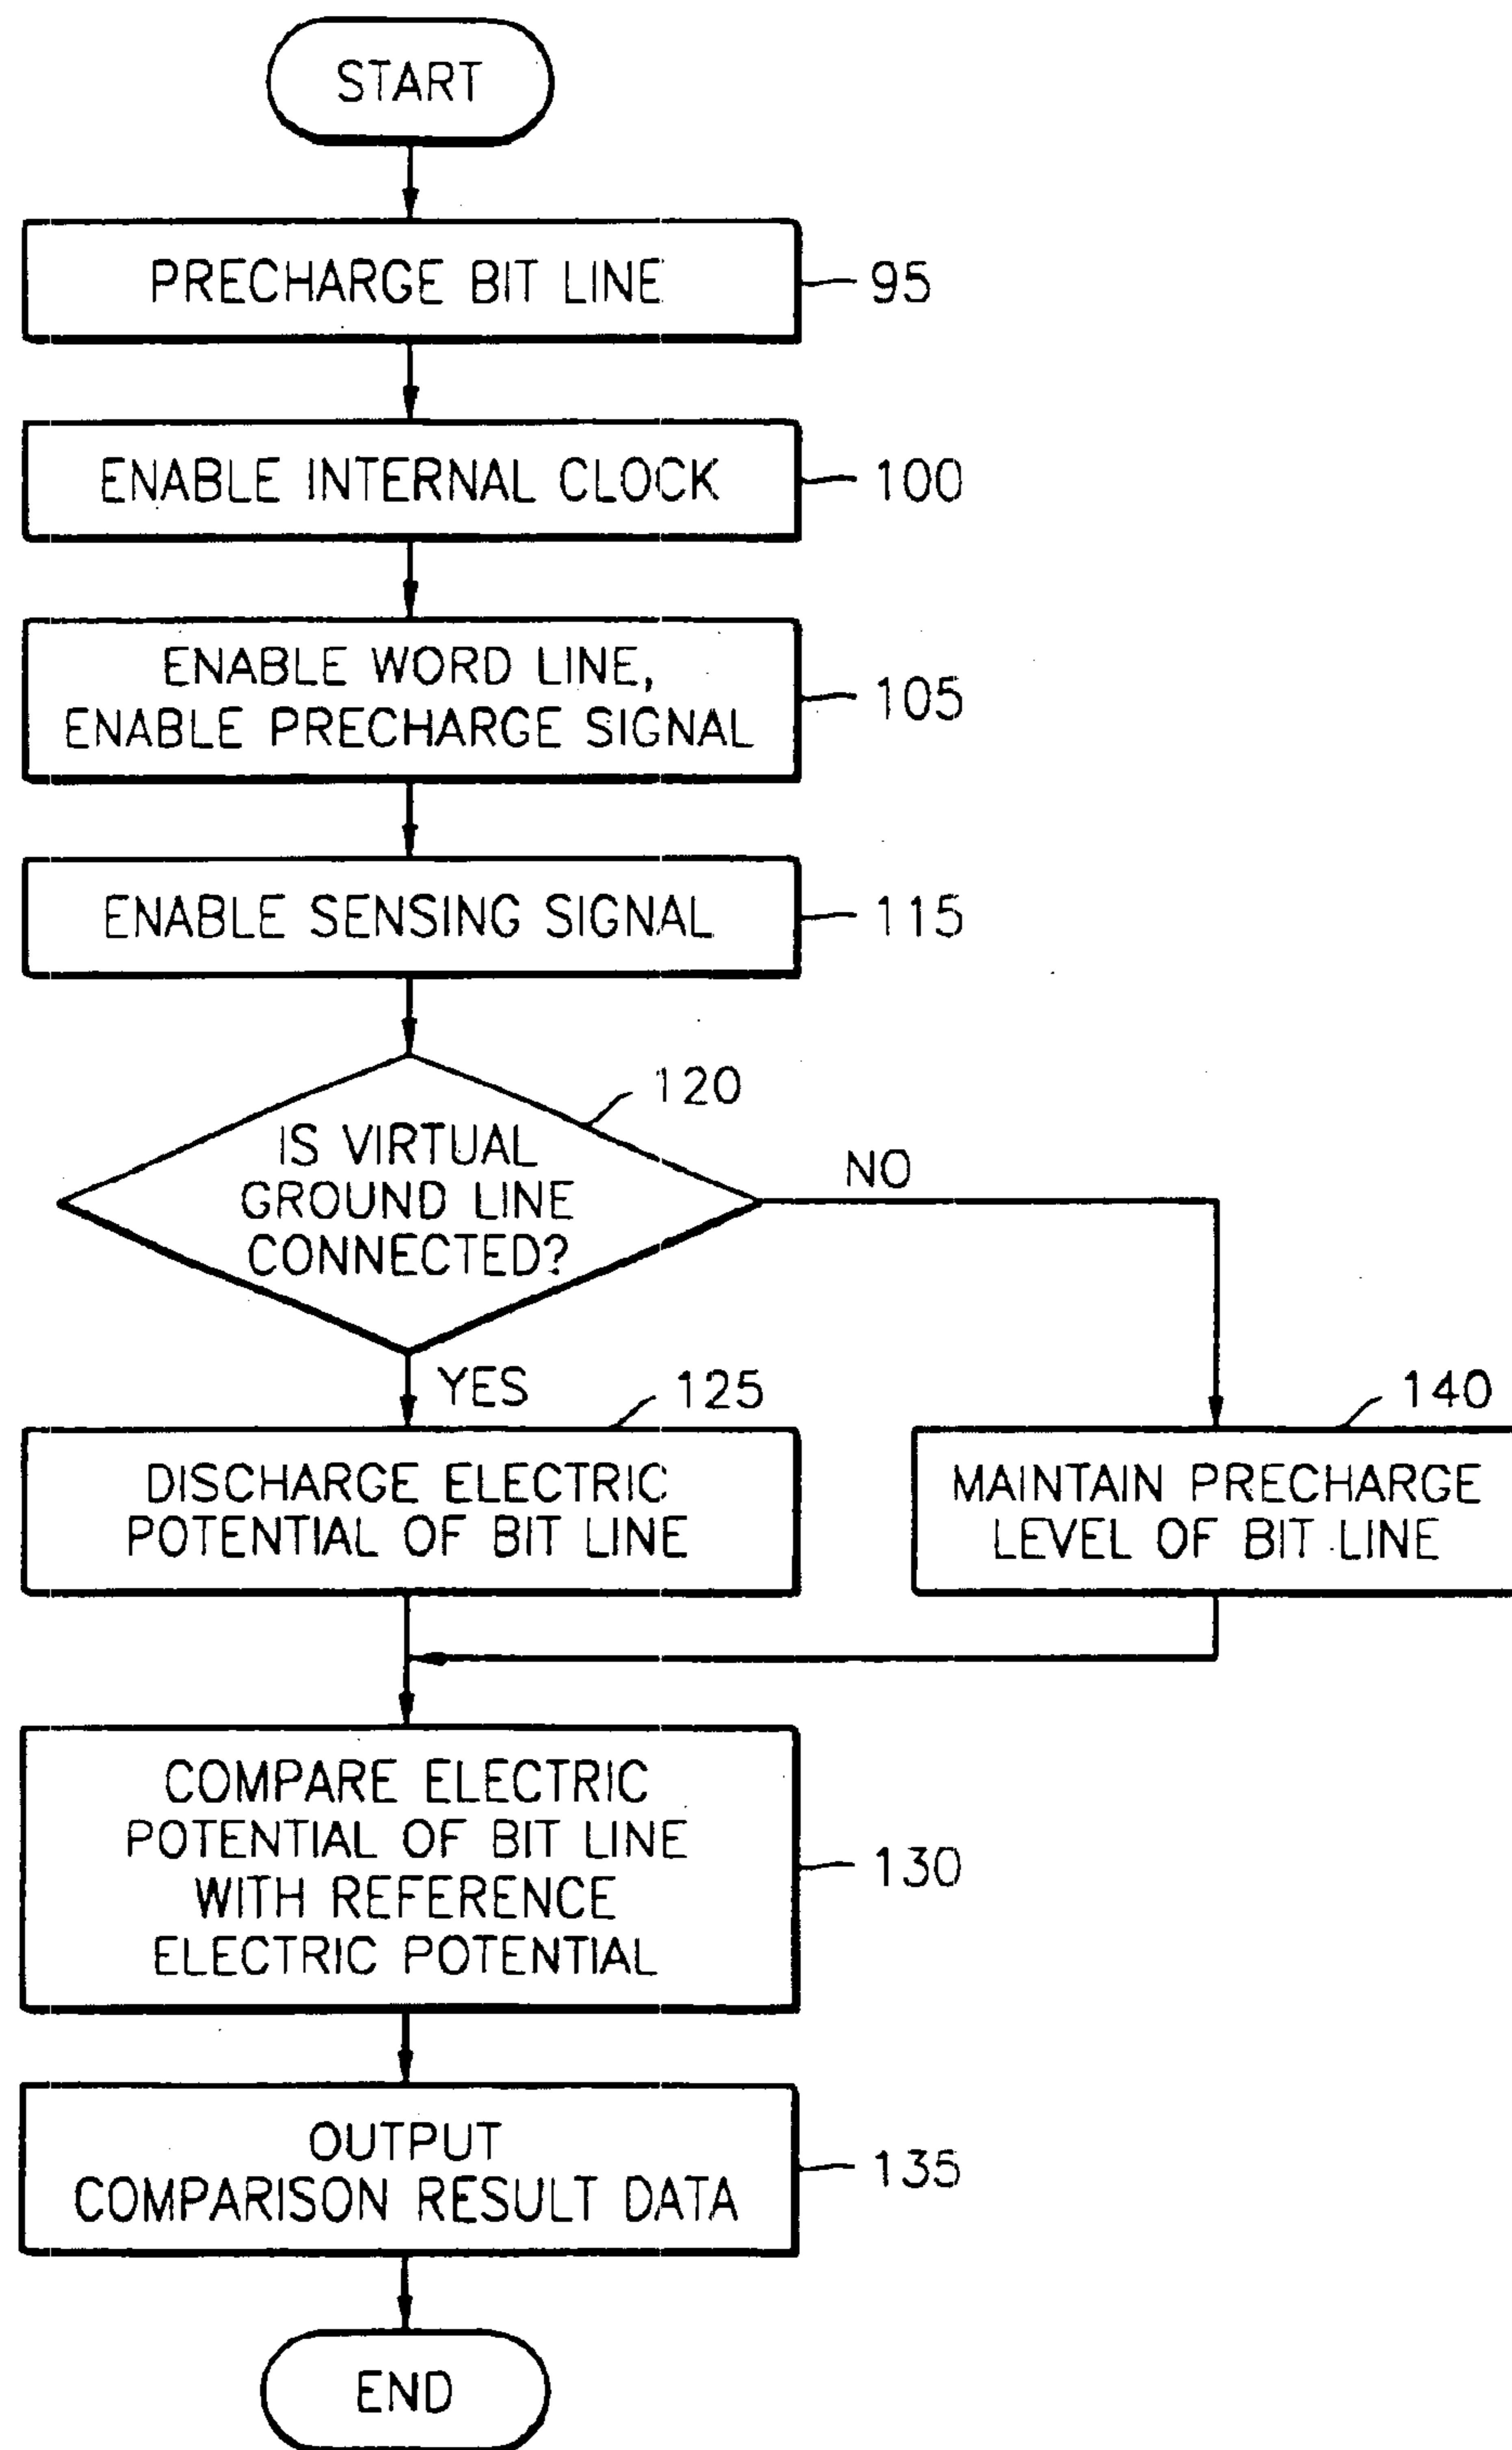 START
PRECHARGE BIT LINE
95
ENABLE INTERNAL CLOCK
100
ENABLE WORD LINE,
ENABLE PRECHARGE SIGNAL
105
ENABLE SENSING SIGNAL
115
120
IS VIRTUAL
GROUND LINE
CONNECTED?
NO
YES
125
DISCHARGE ELECTRIC
POTENTIAL OF BIT LINE
140
MAINTAIN PRECHARGE
LEVEL OF BIT LINE
COMPARE ELECTRIC
POTENTIAL OF BIT LINE
WITH REFERENCE
ELECTRIC POTENTIAL
130
OUTPUT
COMPARISON RESULT DATA
135
END